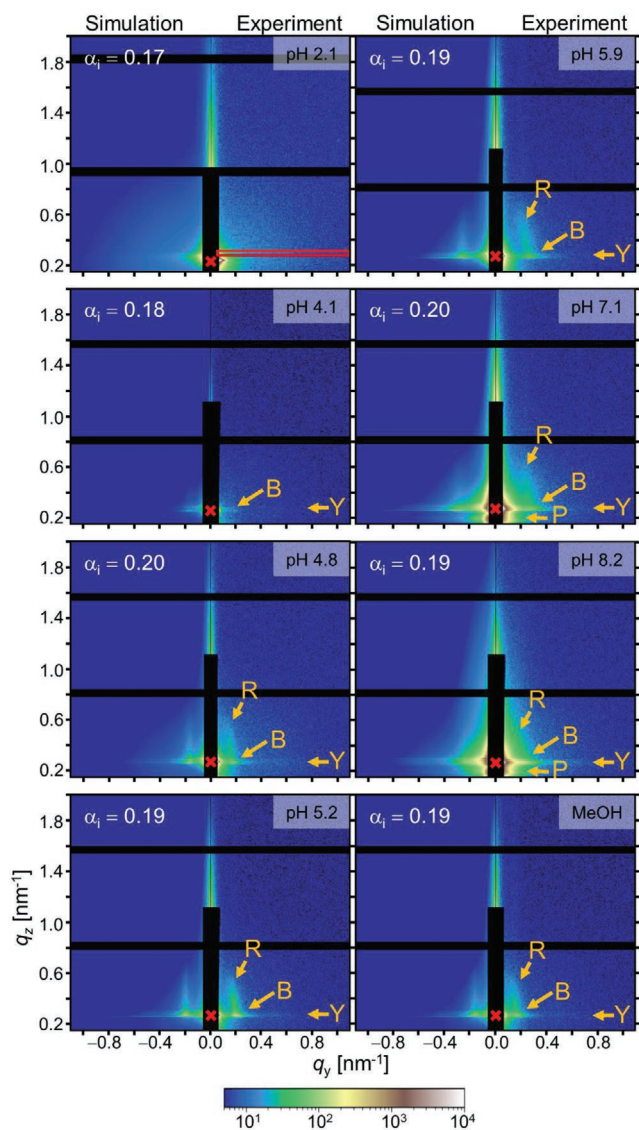 Simulation Experiment Simulation Experiment
αi = 0.17 pH 2.1
1.8
1.4
1.0
0.6
0.2
αi = 0.19 pH 5.9
R
B
Y
αi = 0.18 pH 4.1
1.8
1.4
1.0
0.6
0.2
B
Y
αi = 0.20 pH 7.1
R
B
Y
P
αi = 0.20 pH 4.8
1.8
1.4
1.0
0.6
0.2
R
B
Y
αi = 0.19 pH 8.2
R
B
Y
P
αi = 0.19 pH 5.2
1.8
1.4
1.0
0.6
0.2
qz [nm⁻¹]
R
B
Y
αi = 0.19 MeOH
R
B
Y
−0.8 −0.4 0.0 0.4 0.8 −0.8 −0.4 0.0 0.4 0.8
qy [nm⁻¹]
10¹ 10² 10³ 10⁴